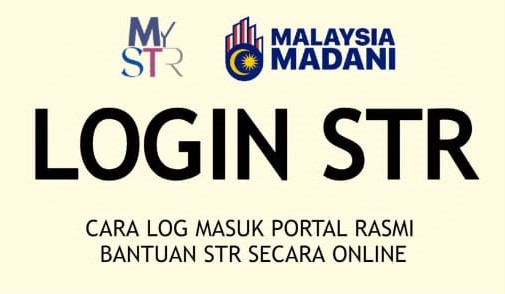 MY
STR
MALAYSIA
MADANI
LOGIN STR
CARA LOG MASUK PORTAL RASMI
BANTUAN STR SECARA ONLINE